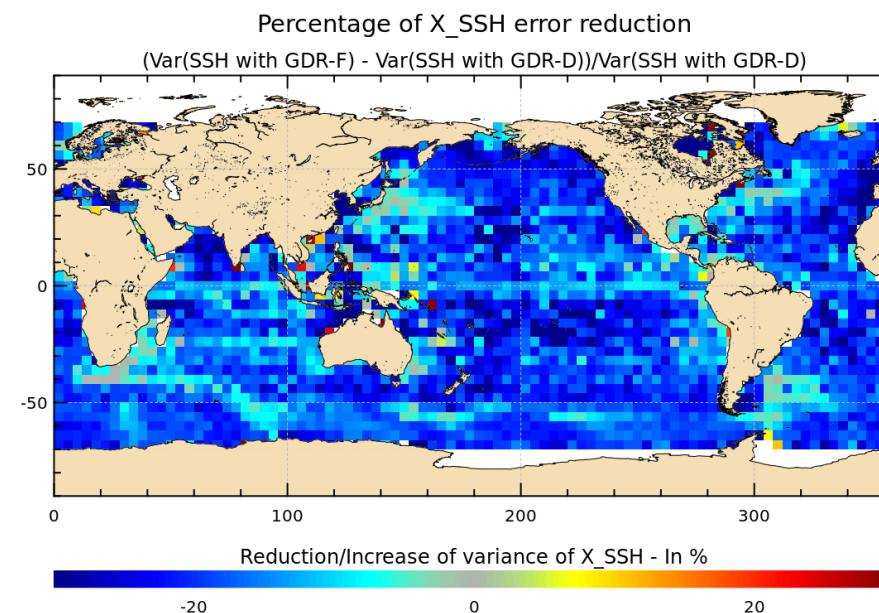 Percentage of X_SSH error reduction
(Var(SSH with GDR-F) - Var(SSH with GDR-D))/Var(SSH with GDR-D)
50
0
-50
0 100 200 300
Reduction/Increase of variance of X_SSH - In %
-20 0 20